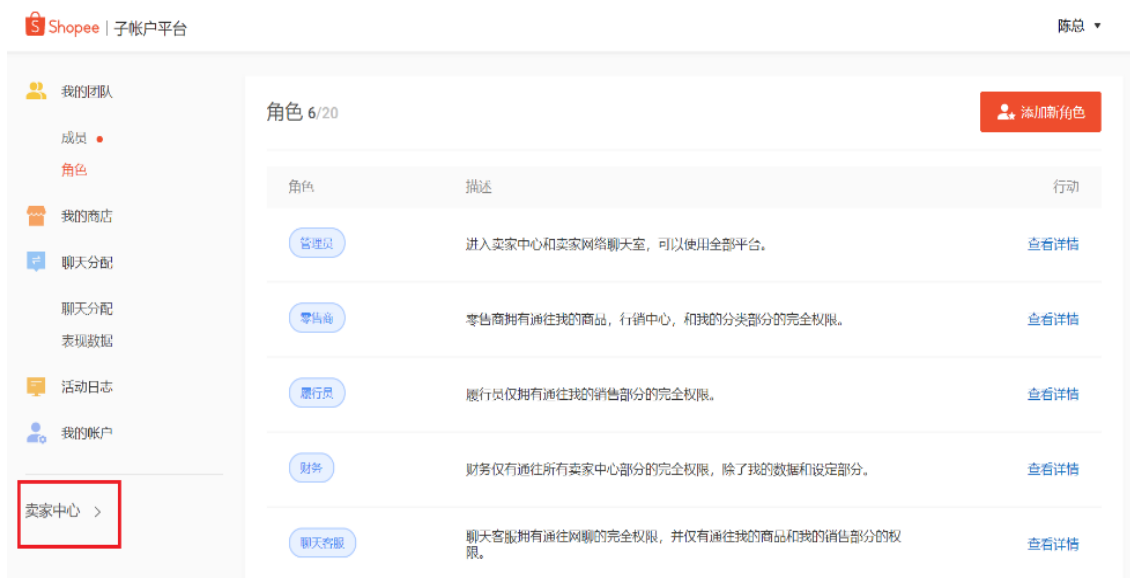 Shopee | 子帐户平台
陈总
我的团队
成员
角色
我的商店
聊天分配
聊天分配
表现数据
活动日志
我的帐户
卖家中心 >
角色 6/20
添加新角色
角色 描述 行动
管理员 进入卖家中心和卖家网络聊天室，可以使用全部平台。 查看详情
零售商 零售商拥有通往我的商品，行销中心，和我的分类部分的完全权限。 查看详情
履行员 履行员仅拥有通往我的销售部分的完全权限。 查看详情
财务 财务仅有通往所有卖家中心部分的完全权限，除了我的数据和设定部分。 查看详情
聊天客服 聊天客服拥有通往网聊的完全权限，并仅有通往我的商品和我的销售部分的权 查看详情
限。